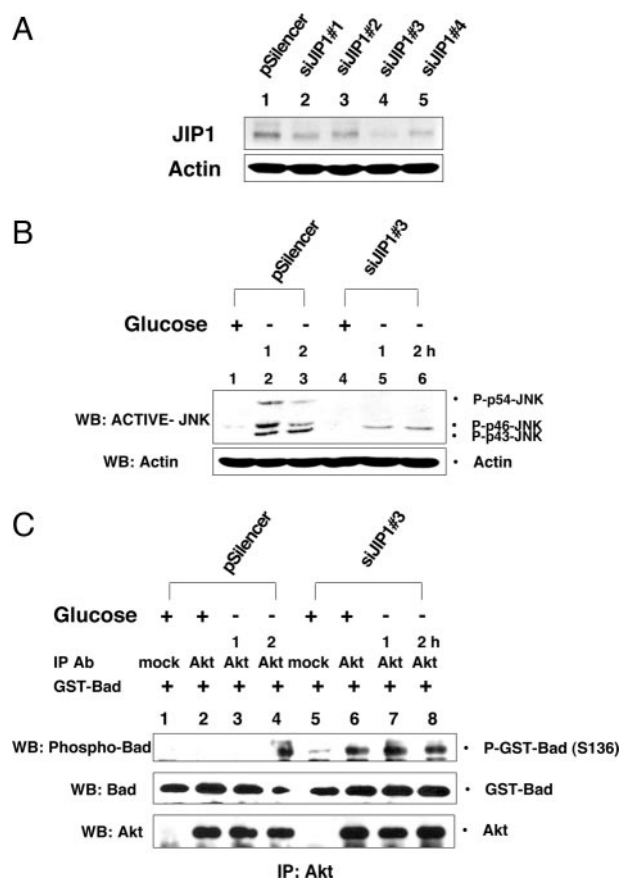 A
pSilencer siJIP1#1 siJIP1#2 siJIP1#3 siJIP1#4
1 2 3 4 5
JIP1
Actin
B
pSilencer siJIP1#3
Glucose + - - + - -
1 2 1 2 h
1 2 3 4 5 6
WB: ACTIVE- JNK
• P-p54-JNK
• P-p46-JNK
• P-p43-JNK
WB: Actin • Actin
C
pSilencer siJIP1#3
Glucose + + - - + + - -
1 2 1 2 h
IP Ab mock Akt Akt Akt mock Akt Akt Akt
GST-Bad + + + + + + + +
1 2 3 4 5 6 7 8
WB: Phospho-Bad • P-GST-Bad (S136)
WB: Bad • GST-Bad
WB: Akt • Akt
IP: Akt